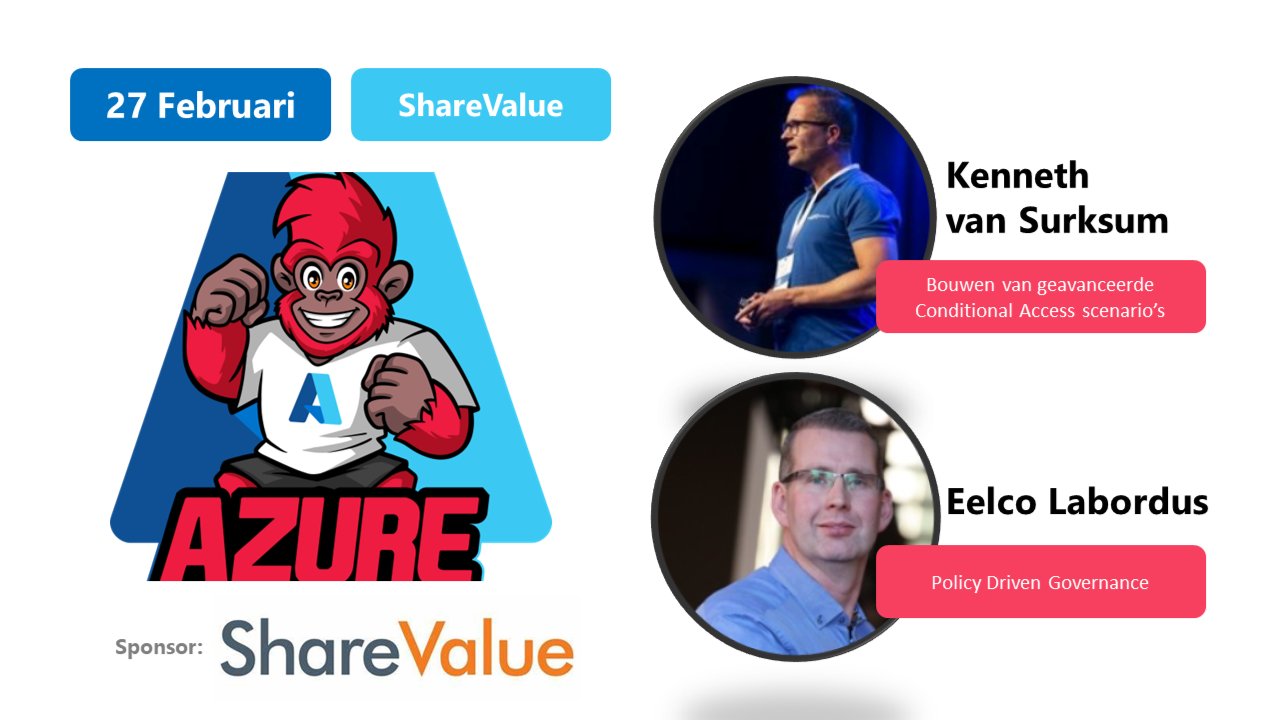 27 Februari
ShareValue
AZURE
Sponsor:
ShareValue
Kenneth
van Surksum
Bouwen van geavanceerde
Conditional Access scenario’s
Eelco Labordus
Policy Driven Governance